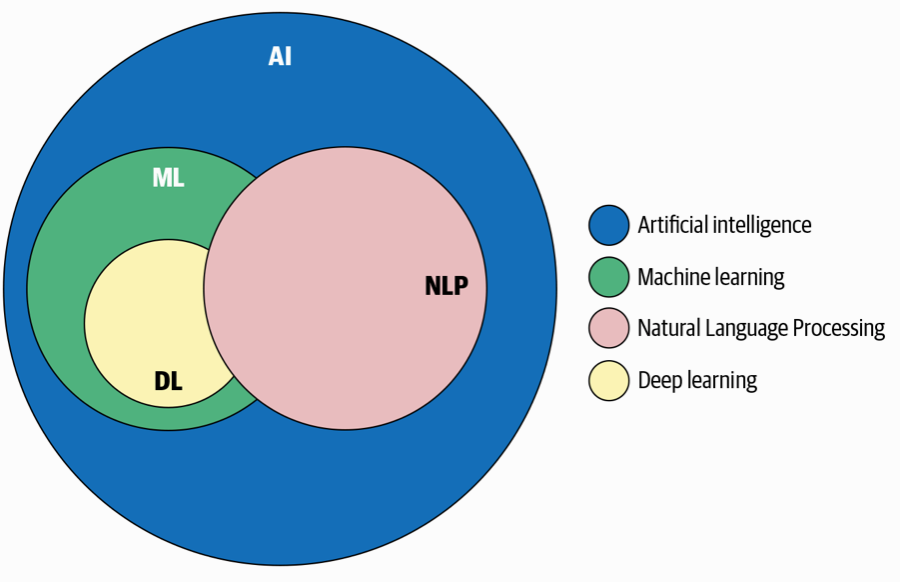 AI
ML
NLP
DL
Artificial intelligence
Machine learning
Natural Language Processing
Deep learning